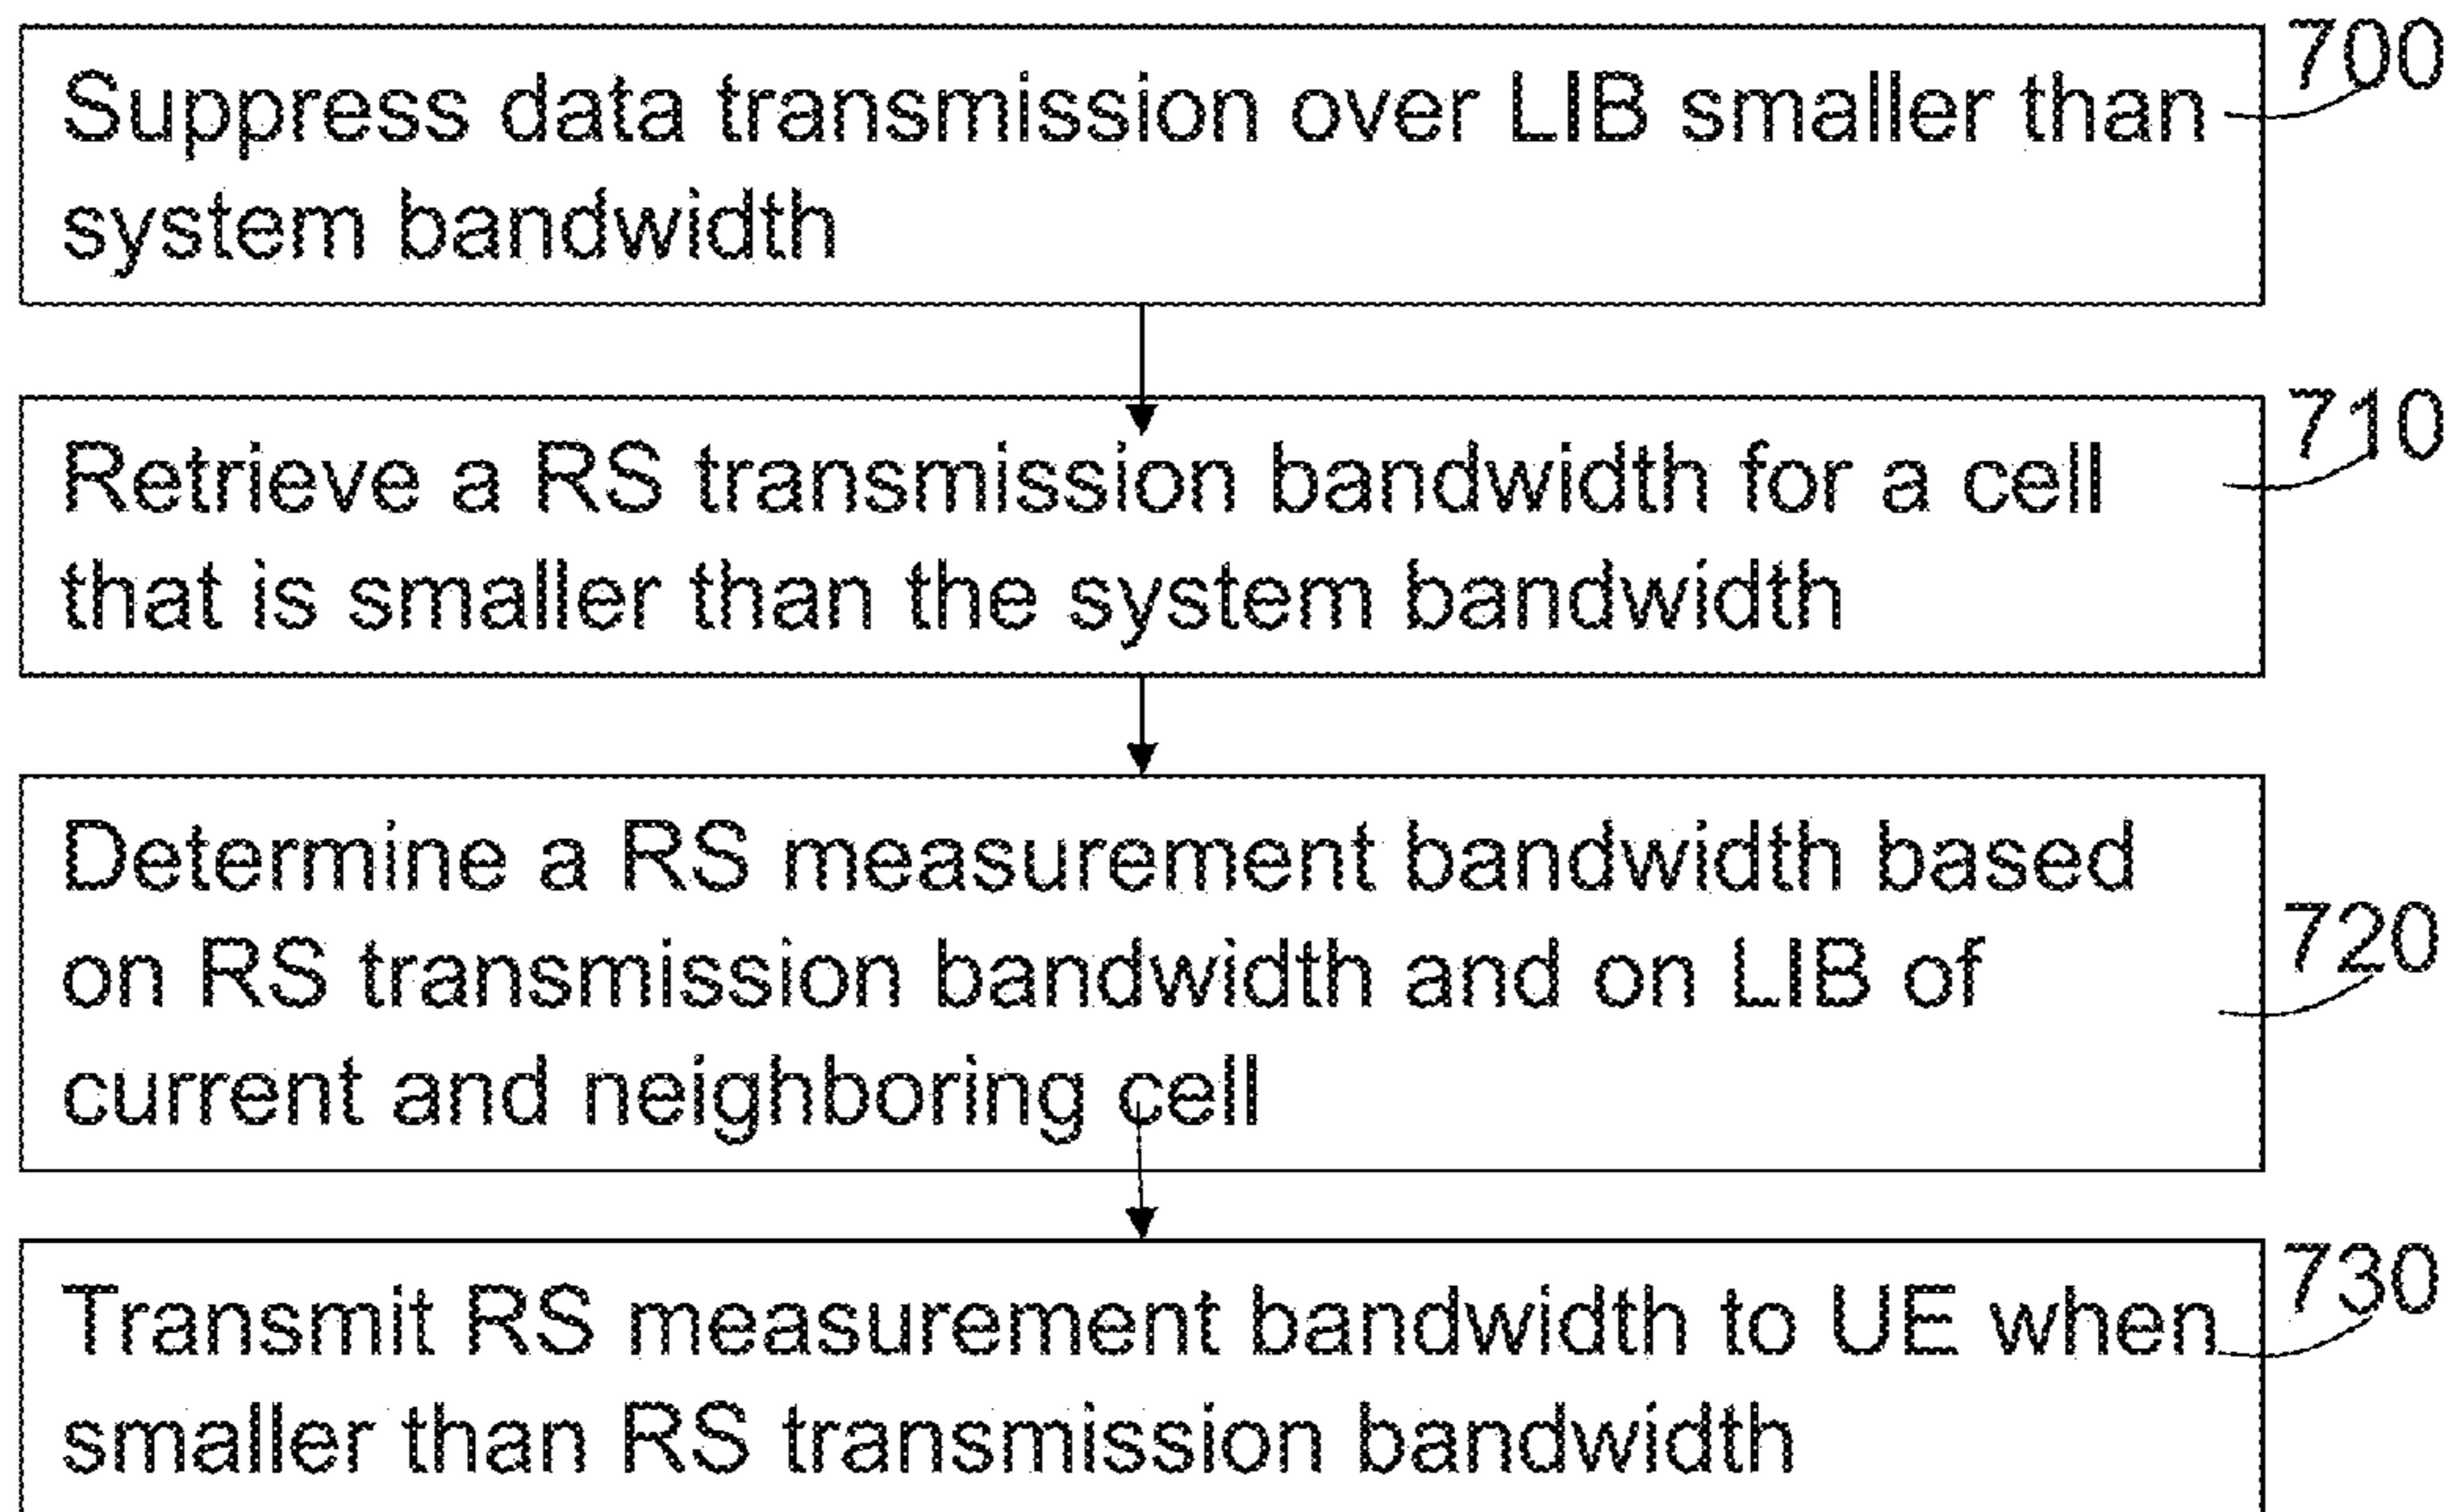 Suppress data transmission over LIB smaller than 700
system bandwidth
Retrieve a RS transmission bandwidth for a cell 710
that is smaller than the system bandwidth
Determine a RS measurement bandwidth based
on RS transmission bandwidth and on LIB of 720
current and neighboring cell
Transmit RS measurement bandwidth to UE when 730
smaller than RS transmission bandwidth